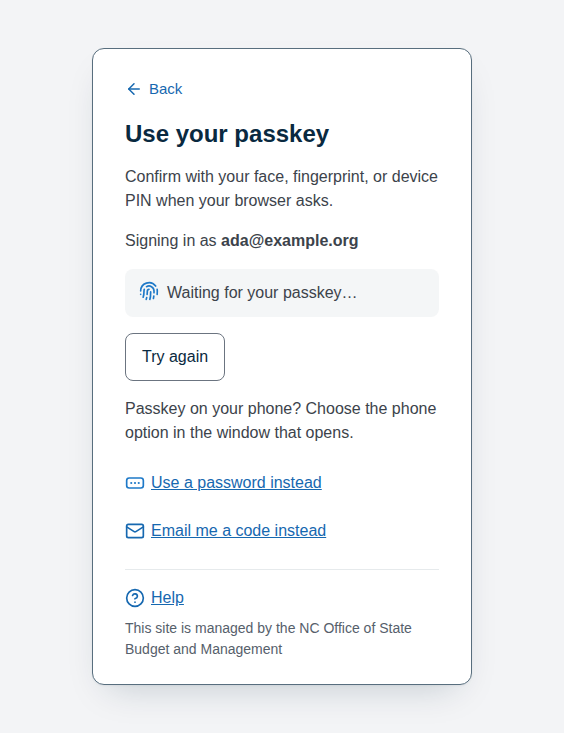 Back
Use your passkey
Confirm with your face, fingerprint, or device
PIN when your browser asks.
Signing in as ada@example.org
Waiting for your passkey…
Try again
Passkey on your phone? Choose the phone
option in the window that opens.
Use a password instead
Email me a code instead
Help
This site is managed by the NC Office of State
Budget and Management